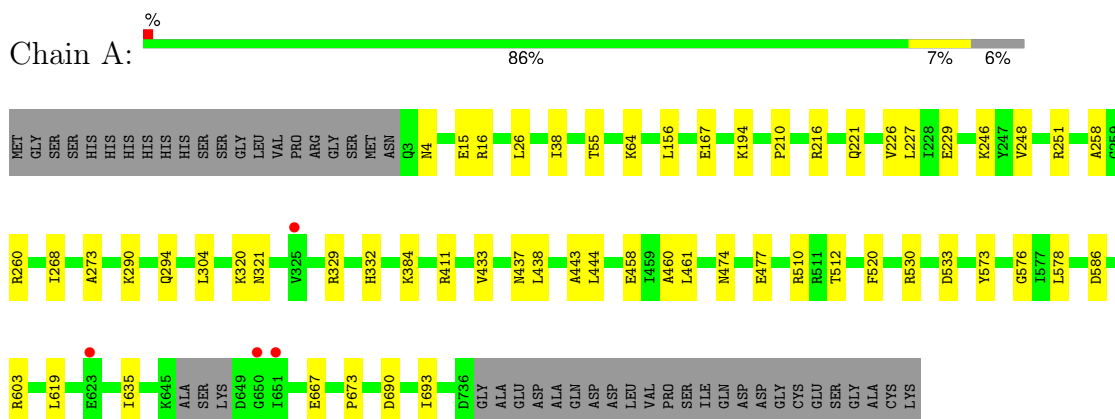 %
Chain A:
86% 7% 6%
MET GLY SER SER HIS HIS HIS HIS HIS HIS SER SER GLY LEU VAL PRO ARG GLY SER MET ASN Q3 N4 E15 R16 L26 I38 T55 K64 L156 E167 K194 P210 R216 Q221 V226 L227 I228 E229 K246 Y247 V248 R251 A258 G259
R260 I268 A273 K290 Q294 L304 K320 N321 V325 R329 H332 K384 R411 V433 N437 L438 A443 L444 E458 I459 A460 L461 N474 E477 R510 R511 T512 F520 R530 D533 Y573 G576 I577 L578 D586
R603 L619 E623 I635 K645 ALA SER LYS D649 G650 I651 E667 P673 D690 I693 D736 GLY ALA GLU ASP ASP ALA GLN ASP ASP LEU VAL PRO SER ILE GLN ASP ASP GLY CYS GLU SER GLY ALA CYS LYS